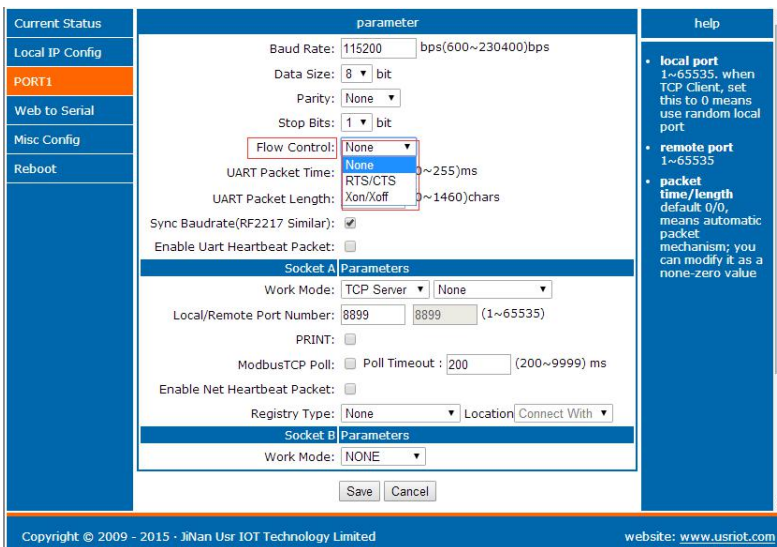 Current Status
Local IP Config
PORT1
Web to Serial
Misc Config
Reboot
parameter
Baud Rate: 115200 bps(600~230400)bps
Data Size: 8 bit
Parity: None
Stop Bits: 1 bit
Flow Control: None
None
RTS/CTS
Xon/Xoff
UART Packet Time: ~255)ms
UART Packet Length: ~1460)chars
Sync Baudrate(RF2217 Similar):
Enable Uart Heartbeat Packet:
Socket A Parameters
Work Mode: TCP Server None
Local/Remote Port Number: 8899 8899 (1~65535)
PRINT:
ModbusTCP Poll: Poll Timeout : 200 (200~9999) ms
Enable Net Heartbeat Packet:
Registry Type: None Location Connect With
Socket B Parameters
Work Mode: NONE
Save Cancel
help
• local port
1~65535. when
TCP Client, set
this to 0 means
use random local
port
• remote port
1~65535
• packet
time/length
default 0/0,
means automatic
packet
mechanism; you
can modify it as a
none-zero value
Copyright © 2009 - 2015 · JiNan Usr IOT Technology Limited
website: www.usriot.com